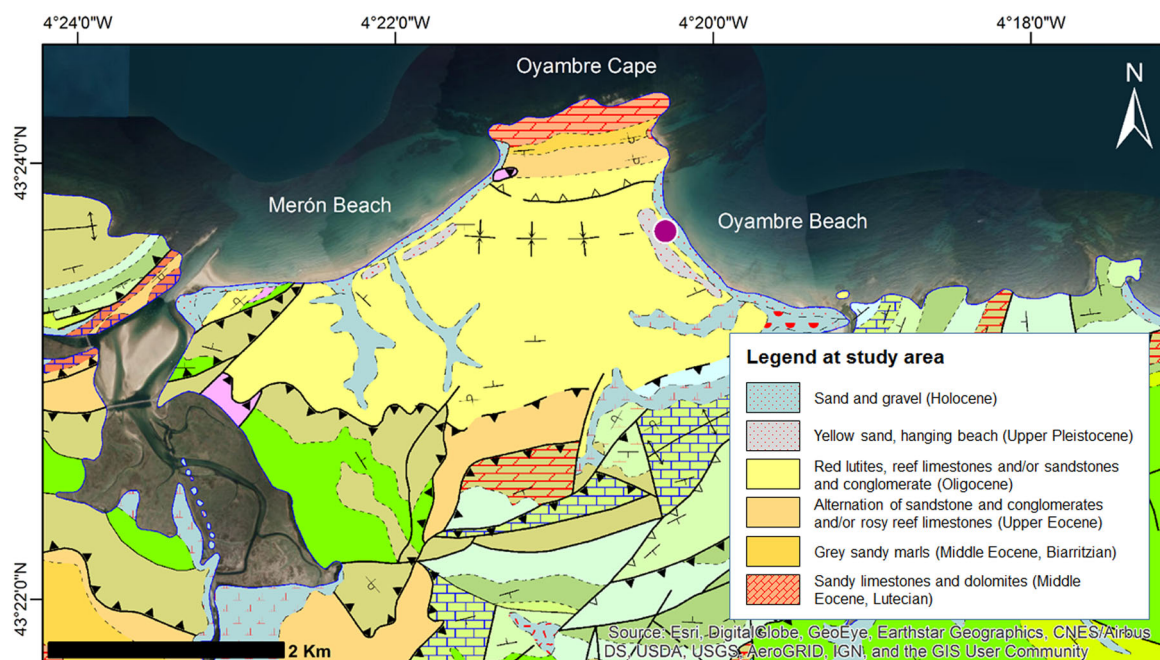 4°24'0"W
4°22'0"W
4°20'0"W
4°18'0"W
Oyambre Cape
N
43°24'0"N
Merón Beach
Oyambre Beach
Legend at study area
Sand and gravel (Holocene)
Yellow sand, hanging beach (Upper Pleistocene)
Red lutites, reef limestones and/or sandstones
and conglomerate (Oligocene)
Alternation of sandstone and conglomerates
and/or rosy reef limestones (Upper Eocene)
Grey sandy marls (Middle Eocene, Biarritzian)
Sandy limestones and dolomites (Middle
Eocene, Lutecian)
43°22'0"N
2 Km
Source: Esri, DigitalGlobe, GeoEye, Earthstar Geographics, CNES/Airbus
DS, USDA, USGS, AeroGRID, IGN, and the GIS User Community